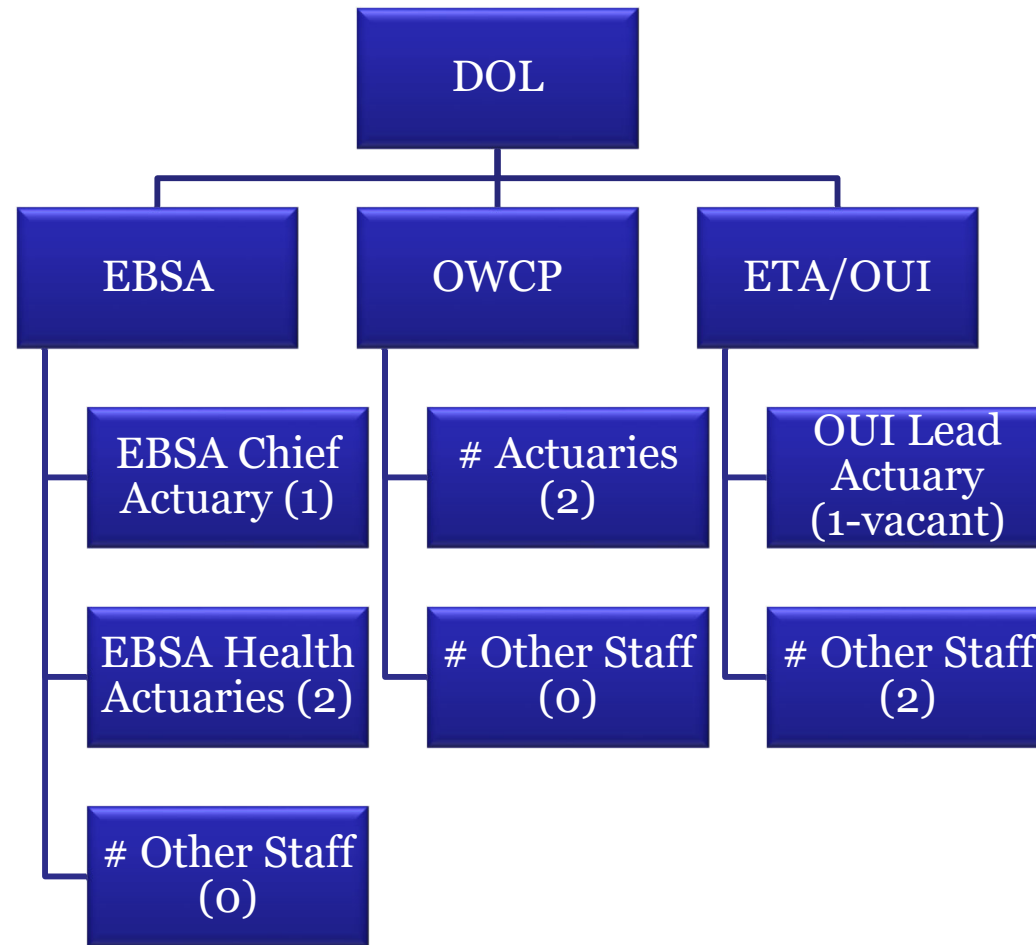 DOL
EBSA
OWCP
ETA/OUI
EBSA Chief
Actuary (1)
# Actuaries
(2)
OUI Lead
Actuary
(1-vacant)
EBSA Health
Actuaries (2)
# Other Staff
(0)
# Other Staff
(2)
# Other Staff
(0)